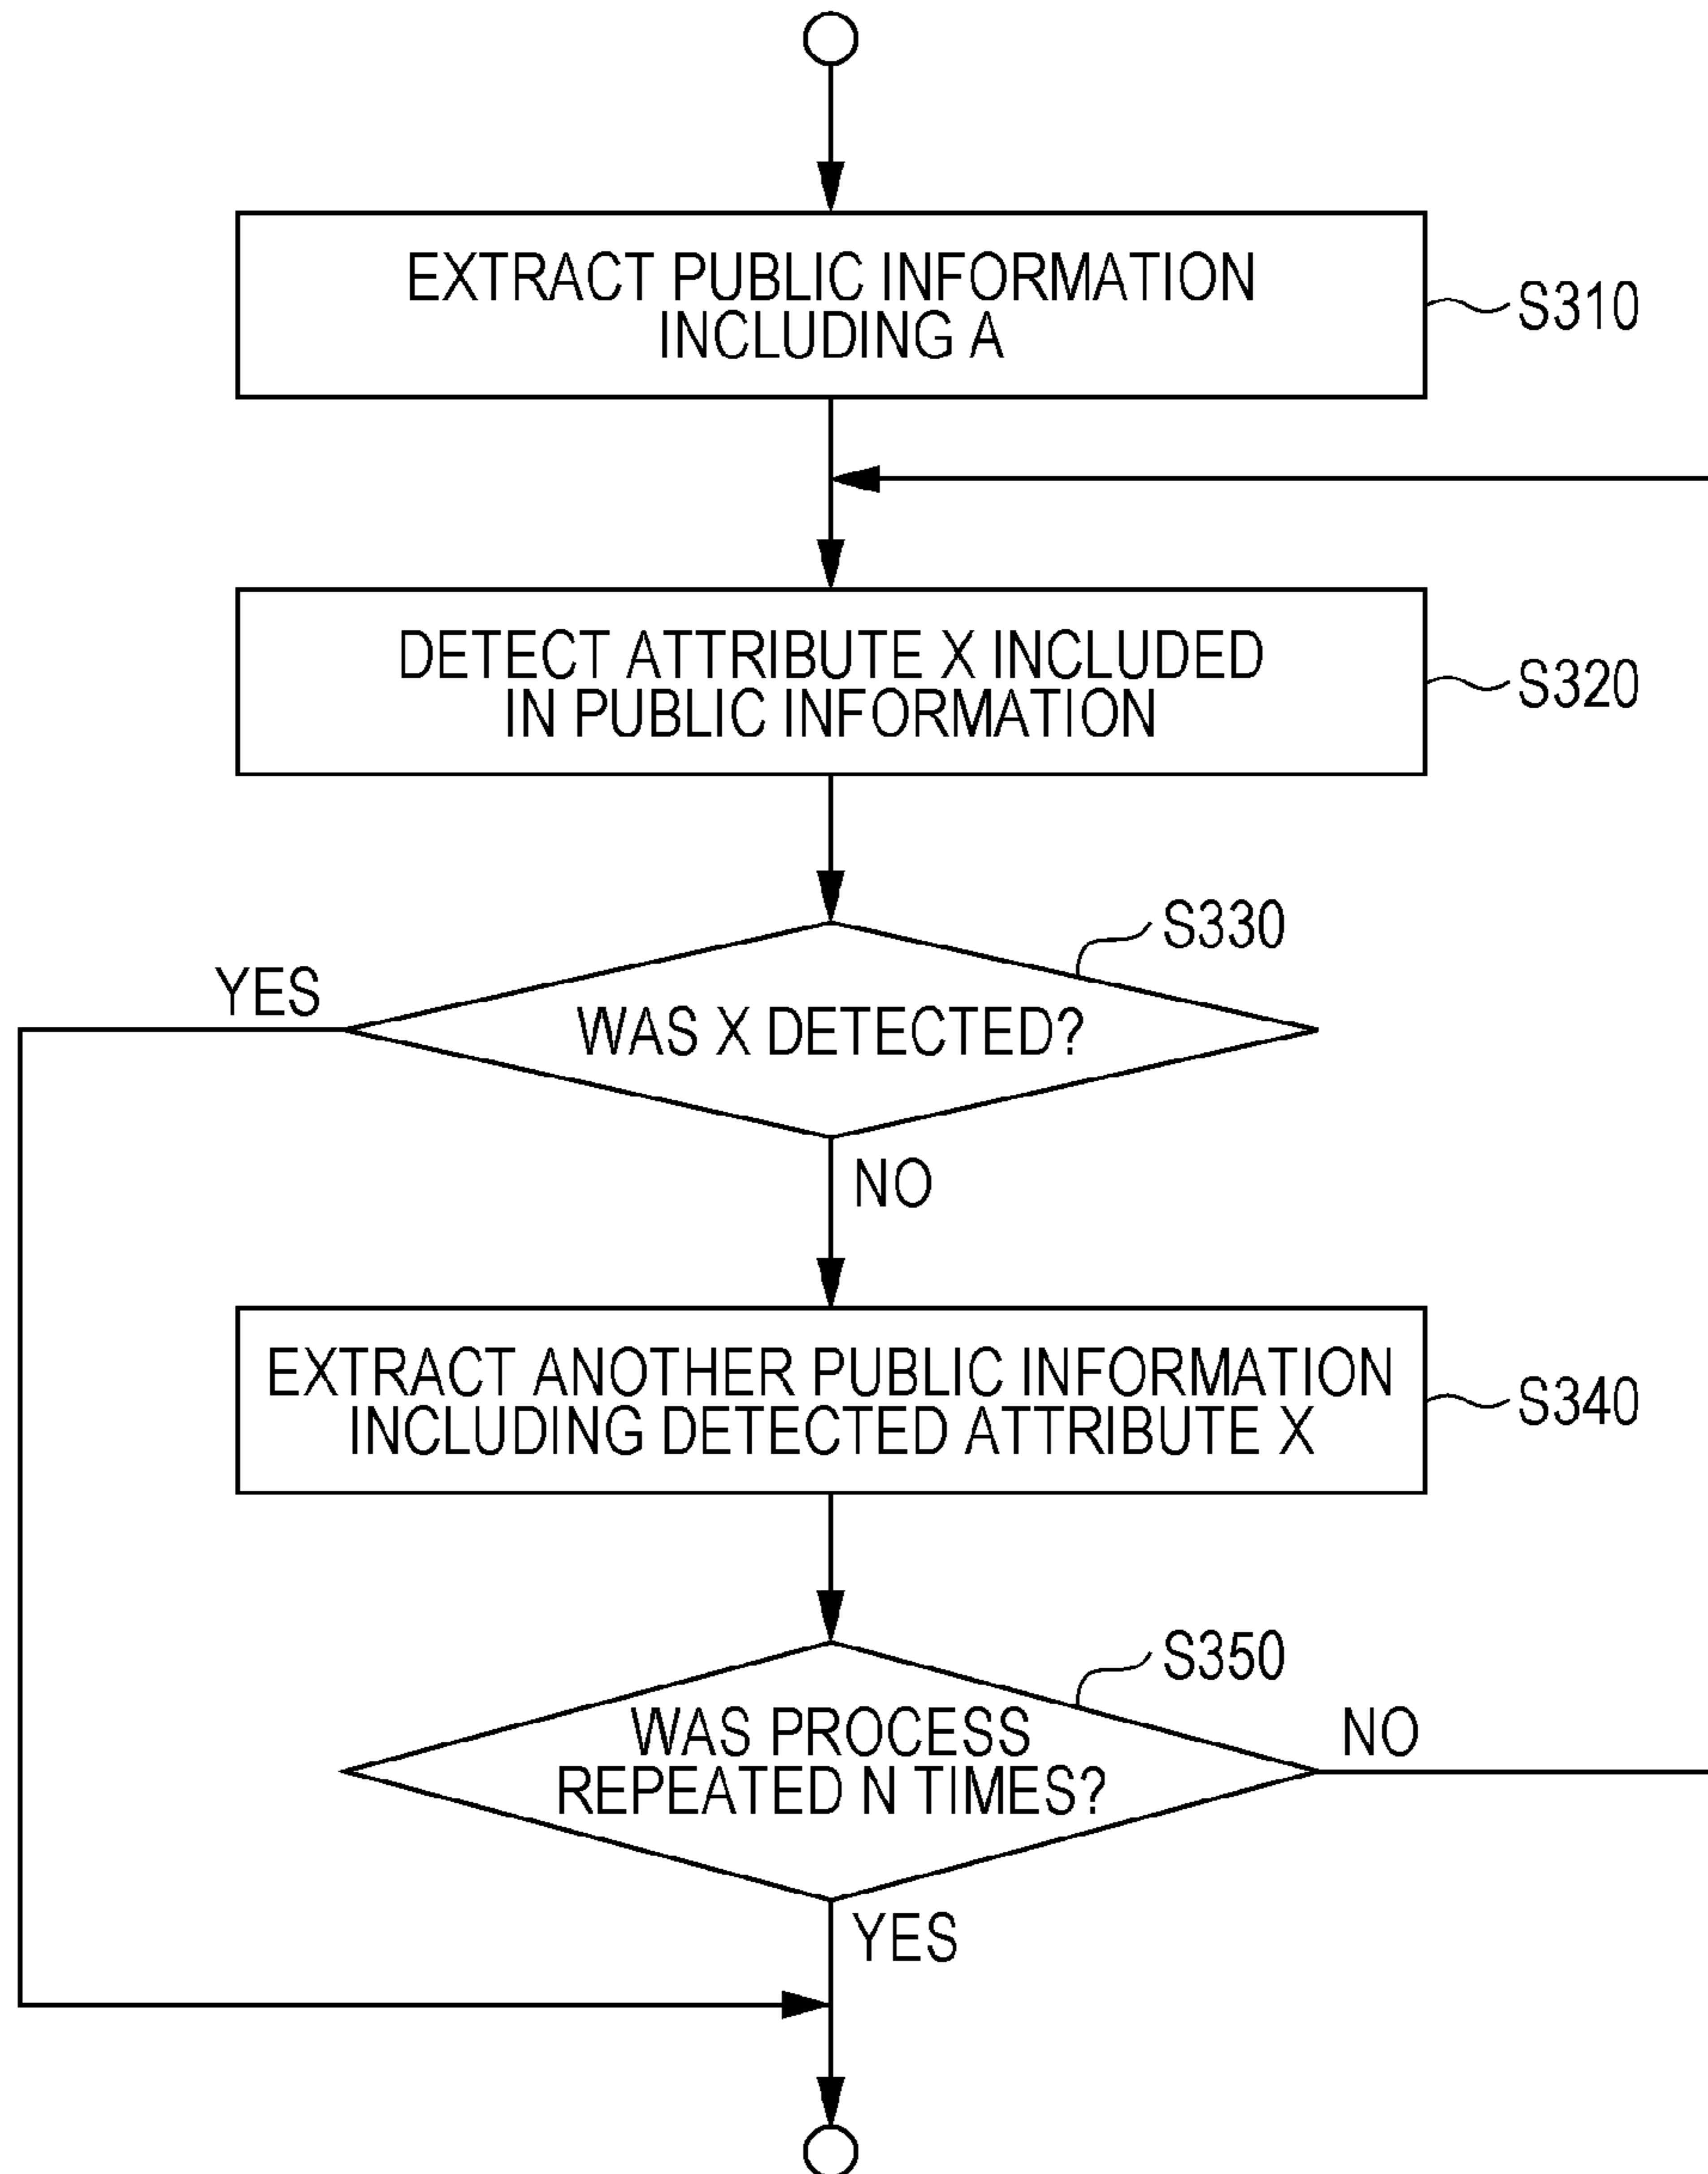 EXTRACT PUBLIC INFORMATION
INCLUDING A
S310
DETECT ATTRIBUTE X INCLUDED
IN PUBLIC INFORMATION
S320
S330
YES
WAS X DETECTED?
NO
EXTRACT ANOTHER PUBLIC INFORMATION
INCLUDING DETECTED ATTRIBUTE X
S340
S350
WAS PROCESS
REPEATED N TIMES?
NO
YES